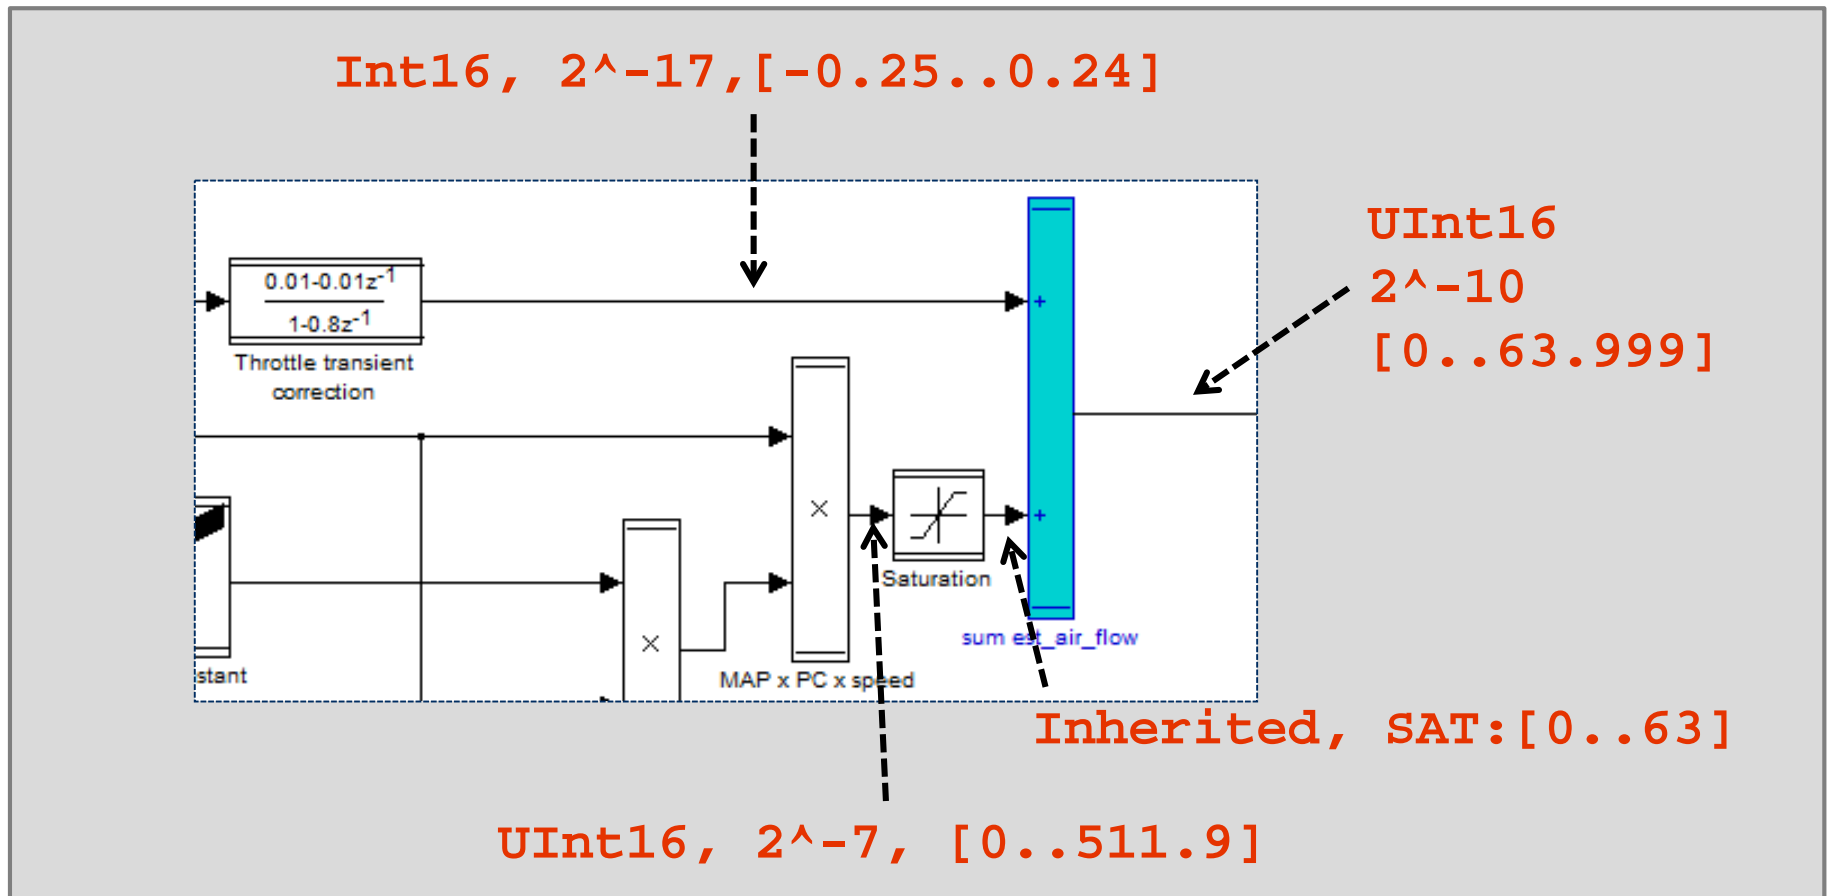 Int16, 2^-17,[-0.25..0.24]
UInt16
2^-10
[0..63.999]
0.01-0.01z-1
1-0.8z-1
Throttle transient
correction
+
×
+
Saturation
×
sum est_air_flow
stant
MAP x PC x speed
Inherited, SAT:[0..63]
UInt16, 2^-7, [0..511.9]